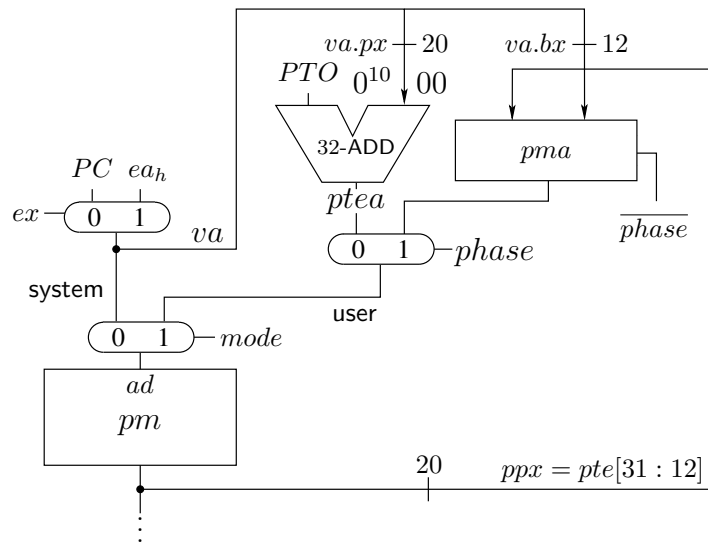 va.px 20 va.bx 12
PTO 0^10 00
32-ADD pma
PC ea_h ptea
ex 0 1 0 1 phase \overline{phase}
va
system user
0 1 mode
ad
pm
20 ppx = pte[31 : 12]